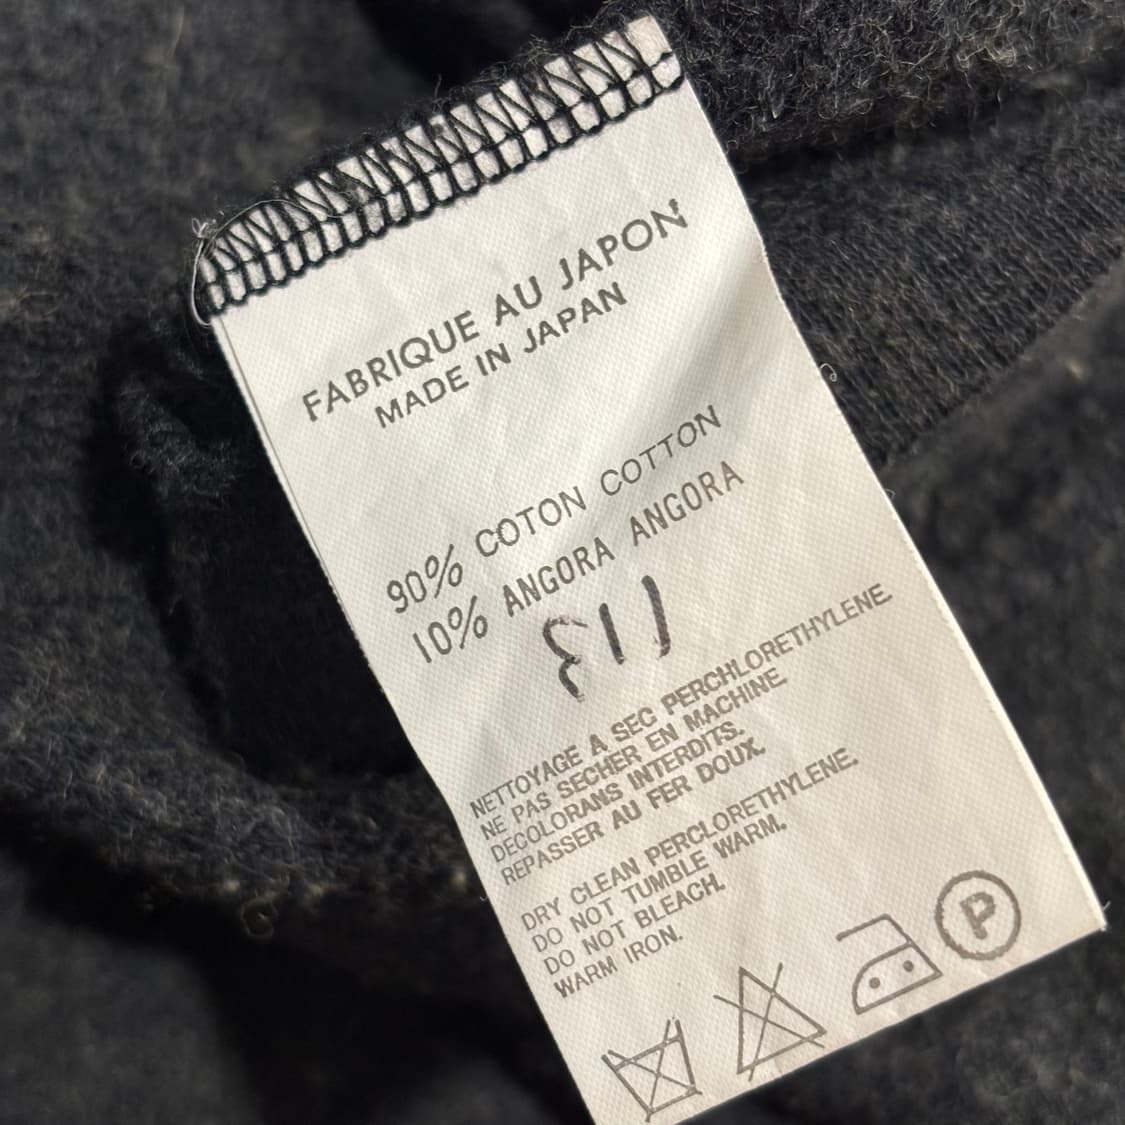 FABRIQUE AU JAPON
MADE IN JAPAN
90% COTON COTTON
10% ANGORA ANGORA
113
NETTOYAGE A SEC PERCHLORETHYLENE.
NE PAS SECHER EN MACHINE.
DECOLORANS INTERDITS.
REPASSER AU FER DOUX.
DRY CLEAN PERCLORETHYLENE.
DO NOT TUMBLE WARM.
DO NOT BLEACH.
WARM IRON.
P